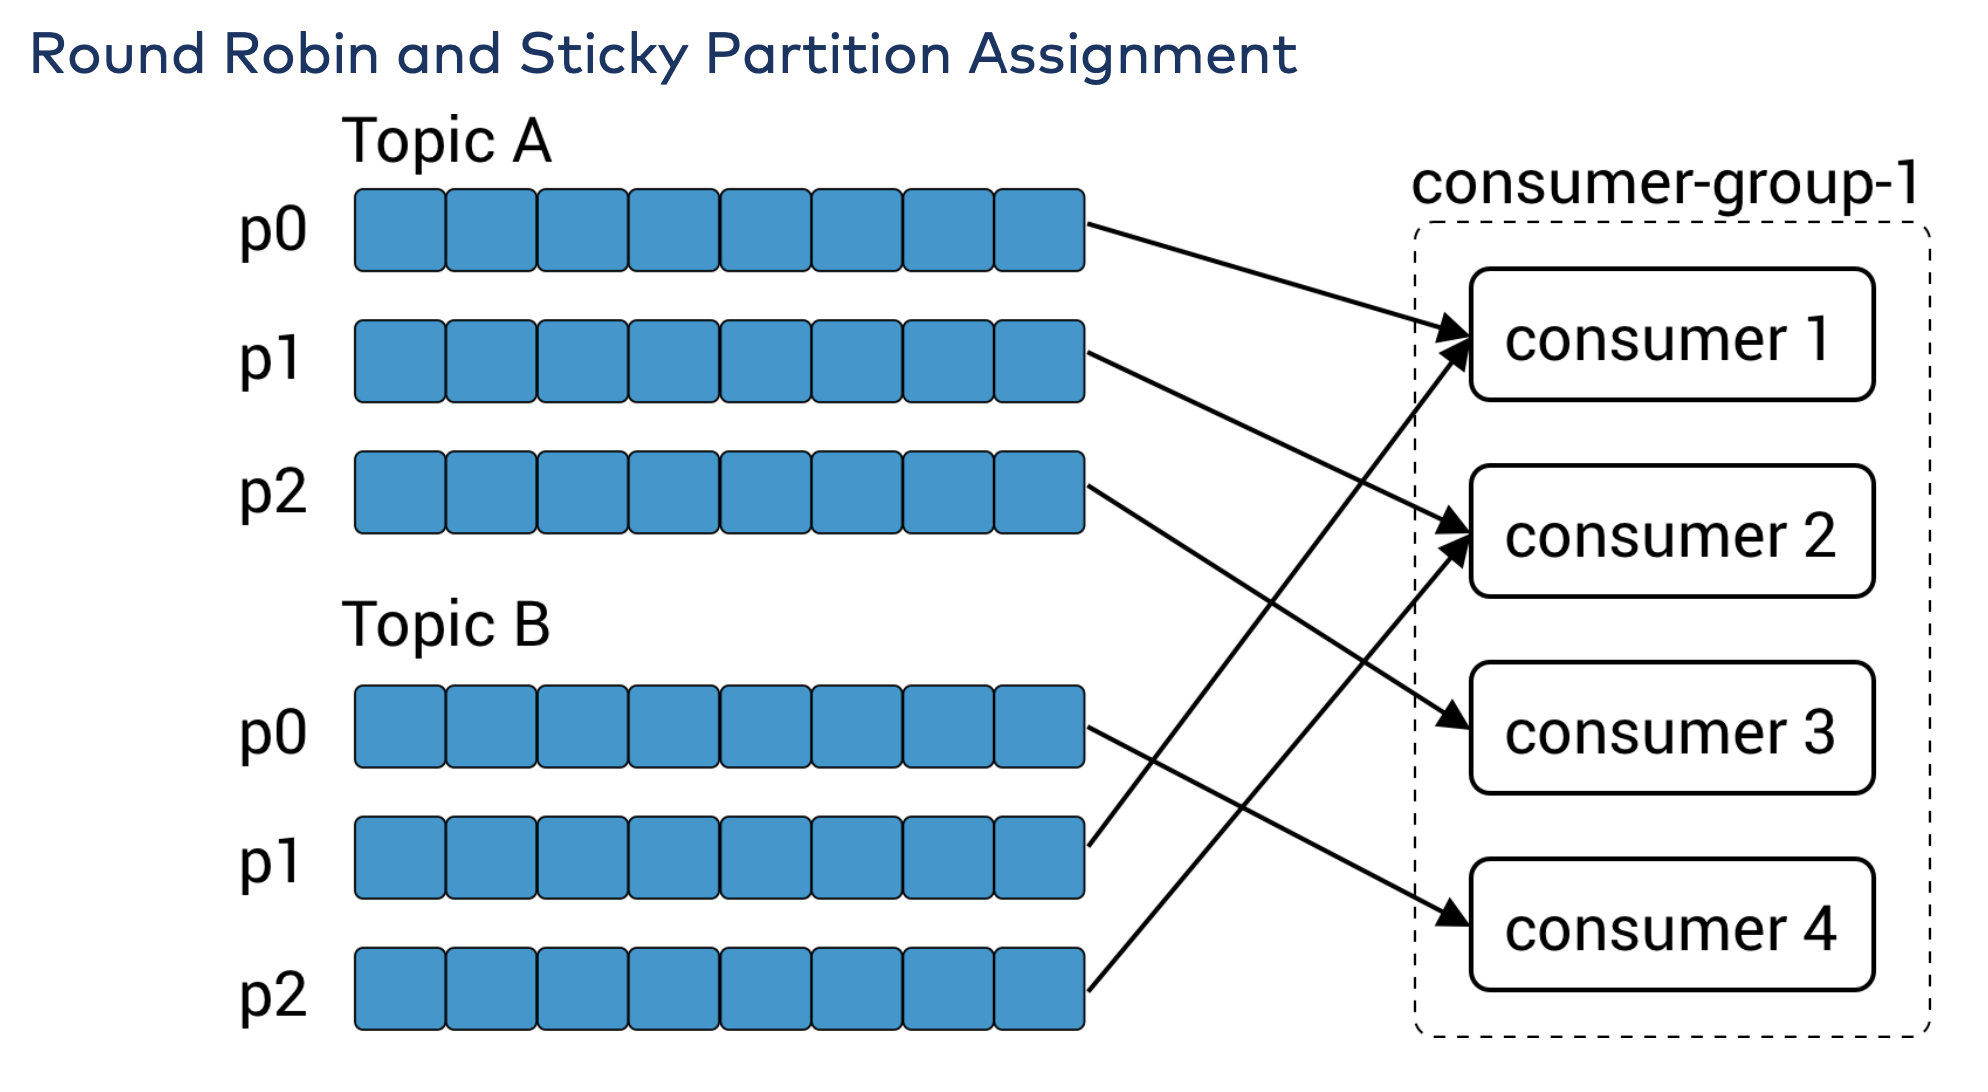 Round Robin and Sticky Partition Assignment
Topic A
p0
p1
p2
Topic B
p0
p1
p2
consumer-group-1
consumer 1
consumer 2
consumer 3
consumer 4